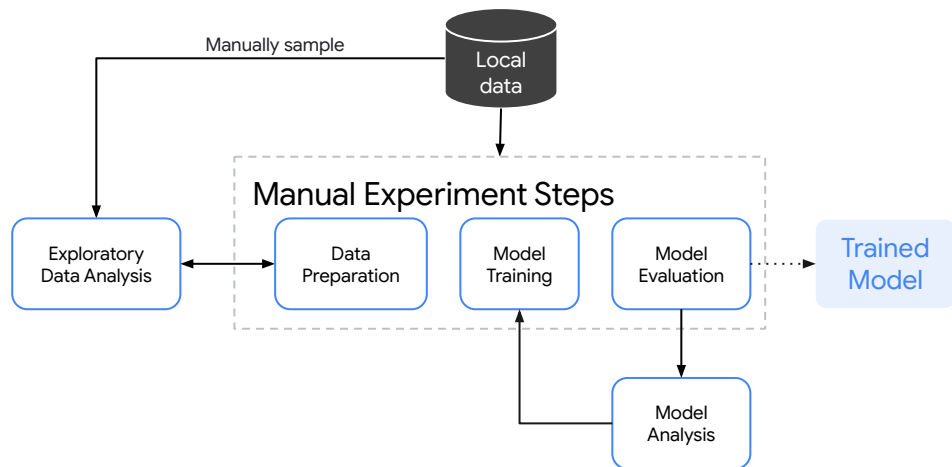 Manually sample
Local
data
Manual Experiment Steps
Exploratory
Data Analysis
Data
Preparation
Model
Training
Model
Evaluation
Trained
Model
Model
Analysis